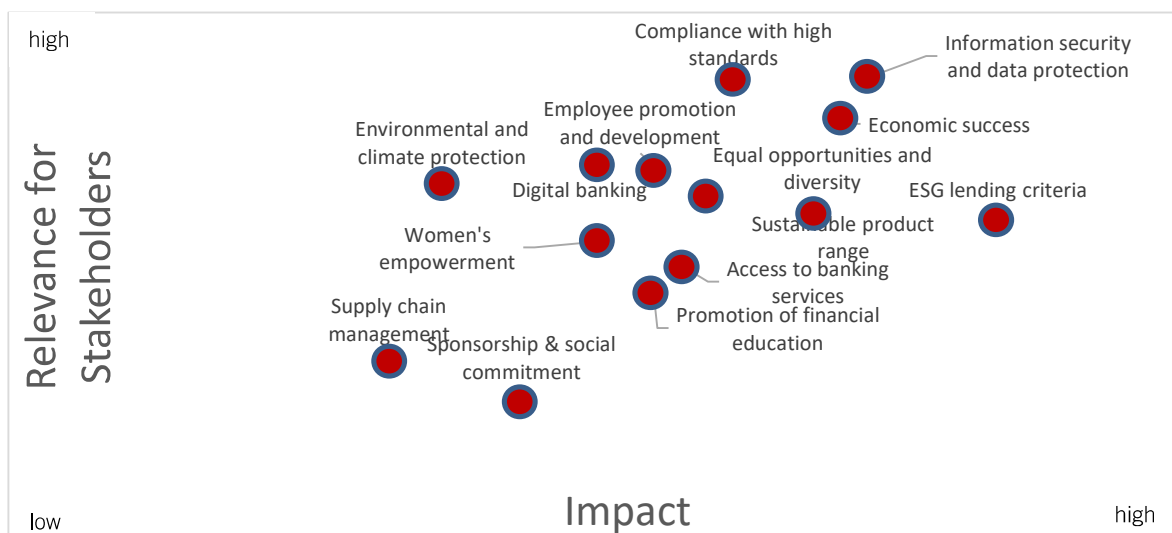 high
Compliance with high
standards
Information security
and data protection
Employee promotion
and development
Economic success
Environmental and
climate protection
Equal opportunities and
diversity
Digital banking
ESG lending criteria
Women's
empowerment
Sustainable product
range
Access to banking
services
Supply chain
management
Promotion of financial
education
Sponsorship & social
commitment
Relevance for
Stakeholders
low
Impact
high